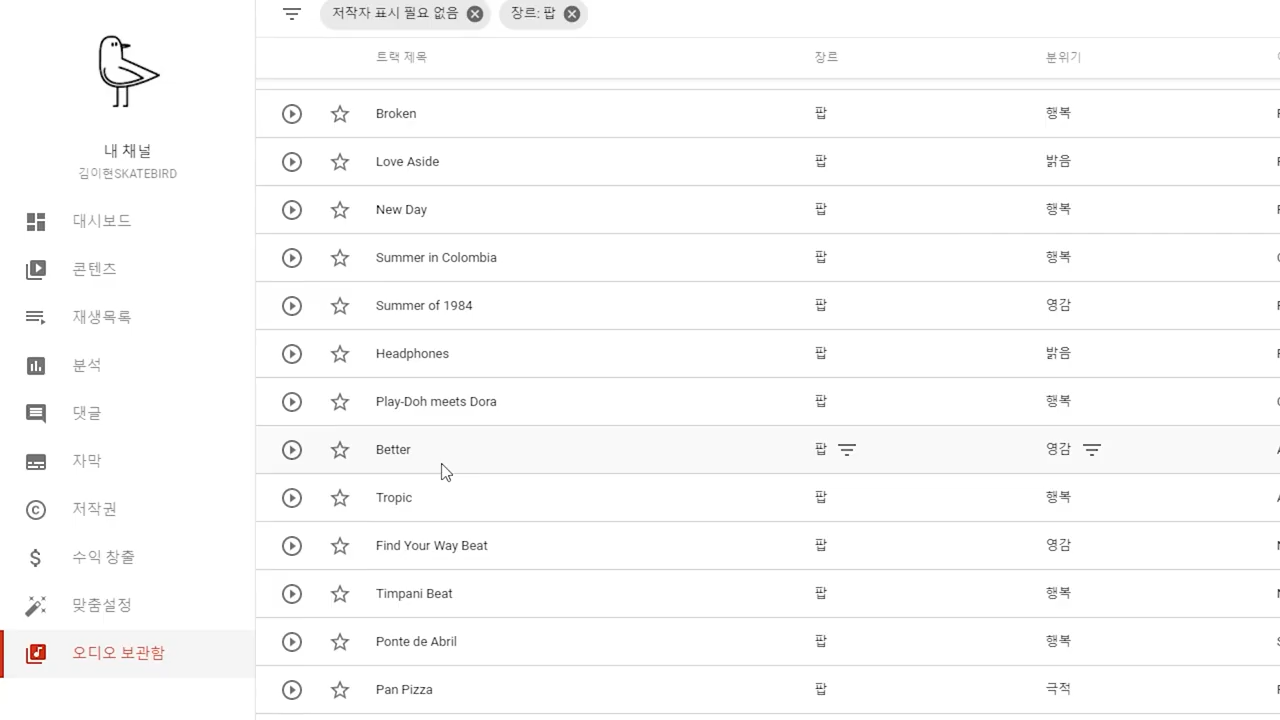 저작자 표시 필요 없음 장르: 팝
내 채널
김이현SKATEBIRD
대시보드
콘텐츠
재생목록
분석
댓글
자막
저작권
수익 창출
맞춤설정
오디오 보관함
트랙 제목 장르 분위기
Broken 팝 행복
Love Aside 팝 밝음
New Day 팝 행복
Summer in Colombia 팝 행복
Summer of 1984 팝 영감
Headphones 팝 밝음
Play-Doh meets Dora 팝 행복
Better 팝 영감
Tropic 팝 행복
Find Your Way Beat 팝 영감
Timpani Beat 팝 행복
Ponte de Abril 팝 행복
Pan Pizza 팝 극적